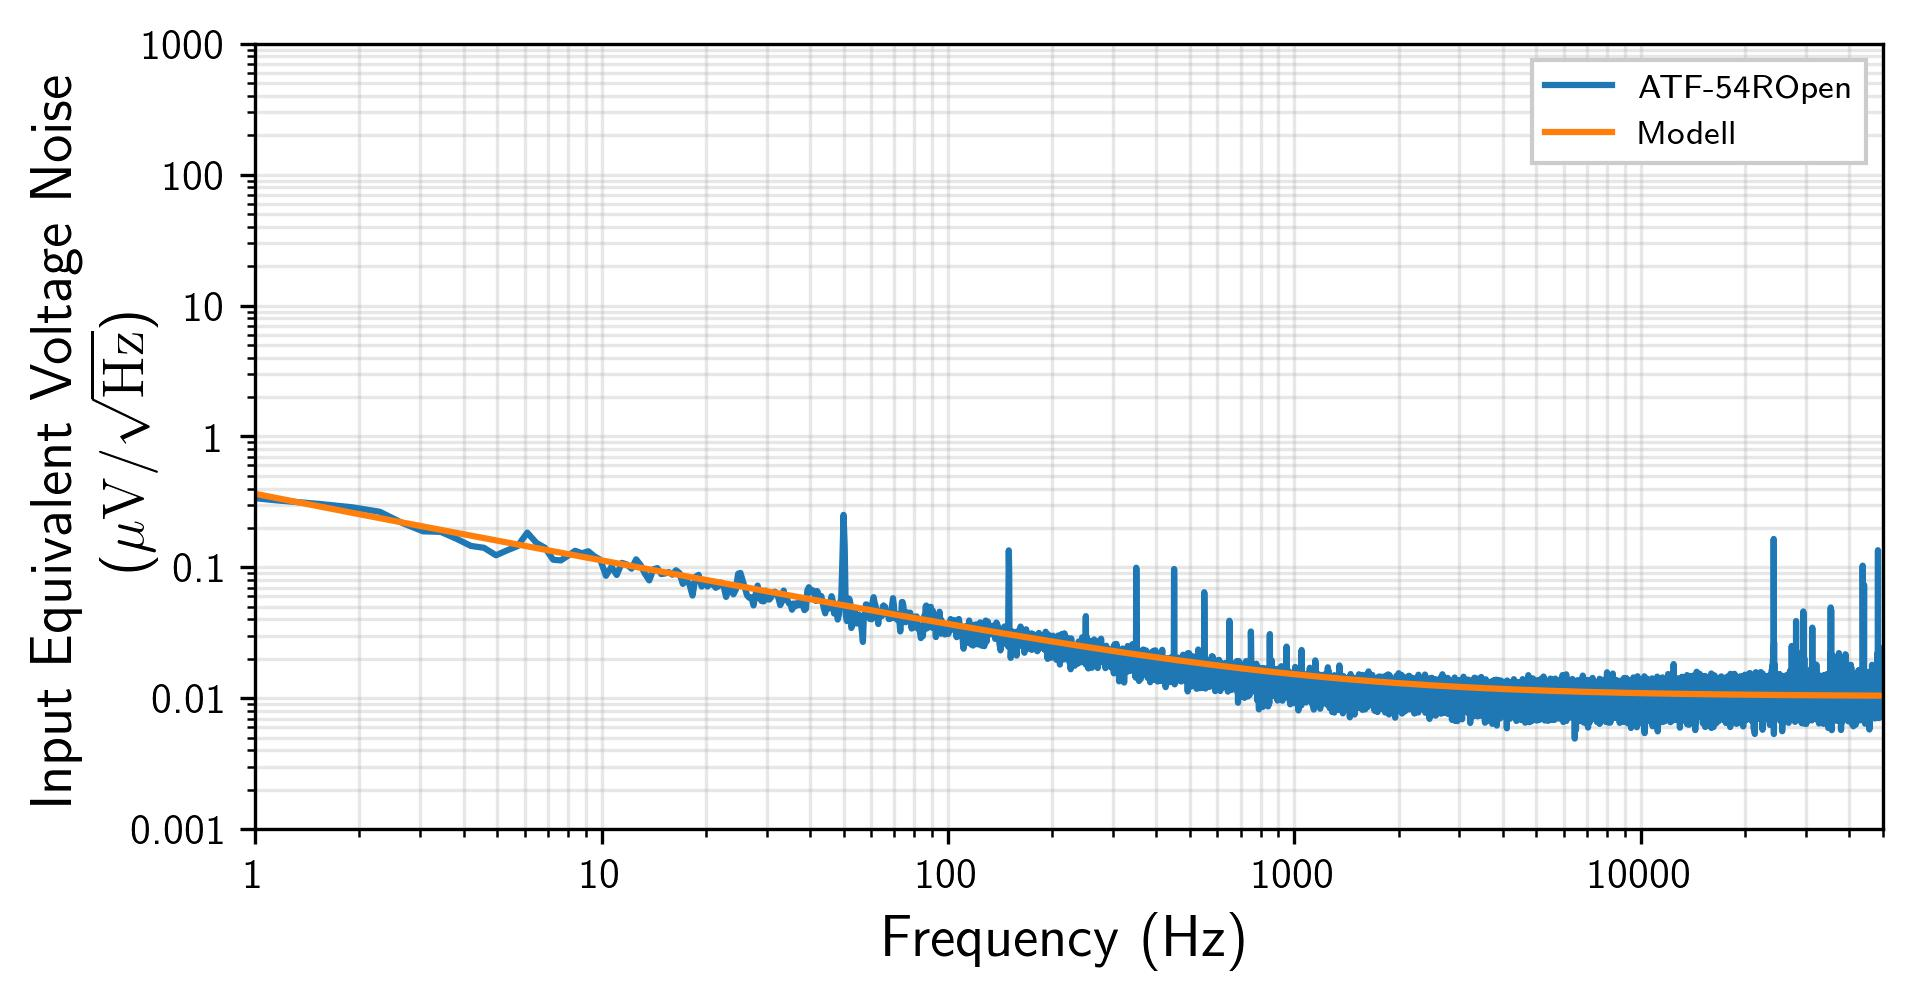 Input Equivalent Voltage Noise
(μV/√Hz)
1000
100
10
1
0.1
0.01
0.001
ATF-54ROpen
Modell
1 10 100 1000 10000
Frequency (Hz)